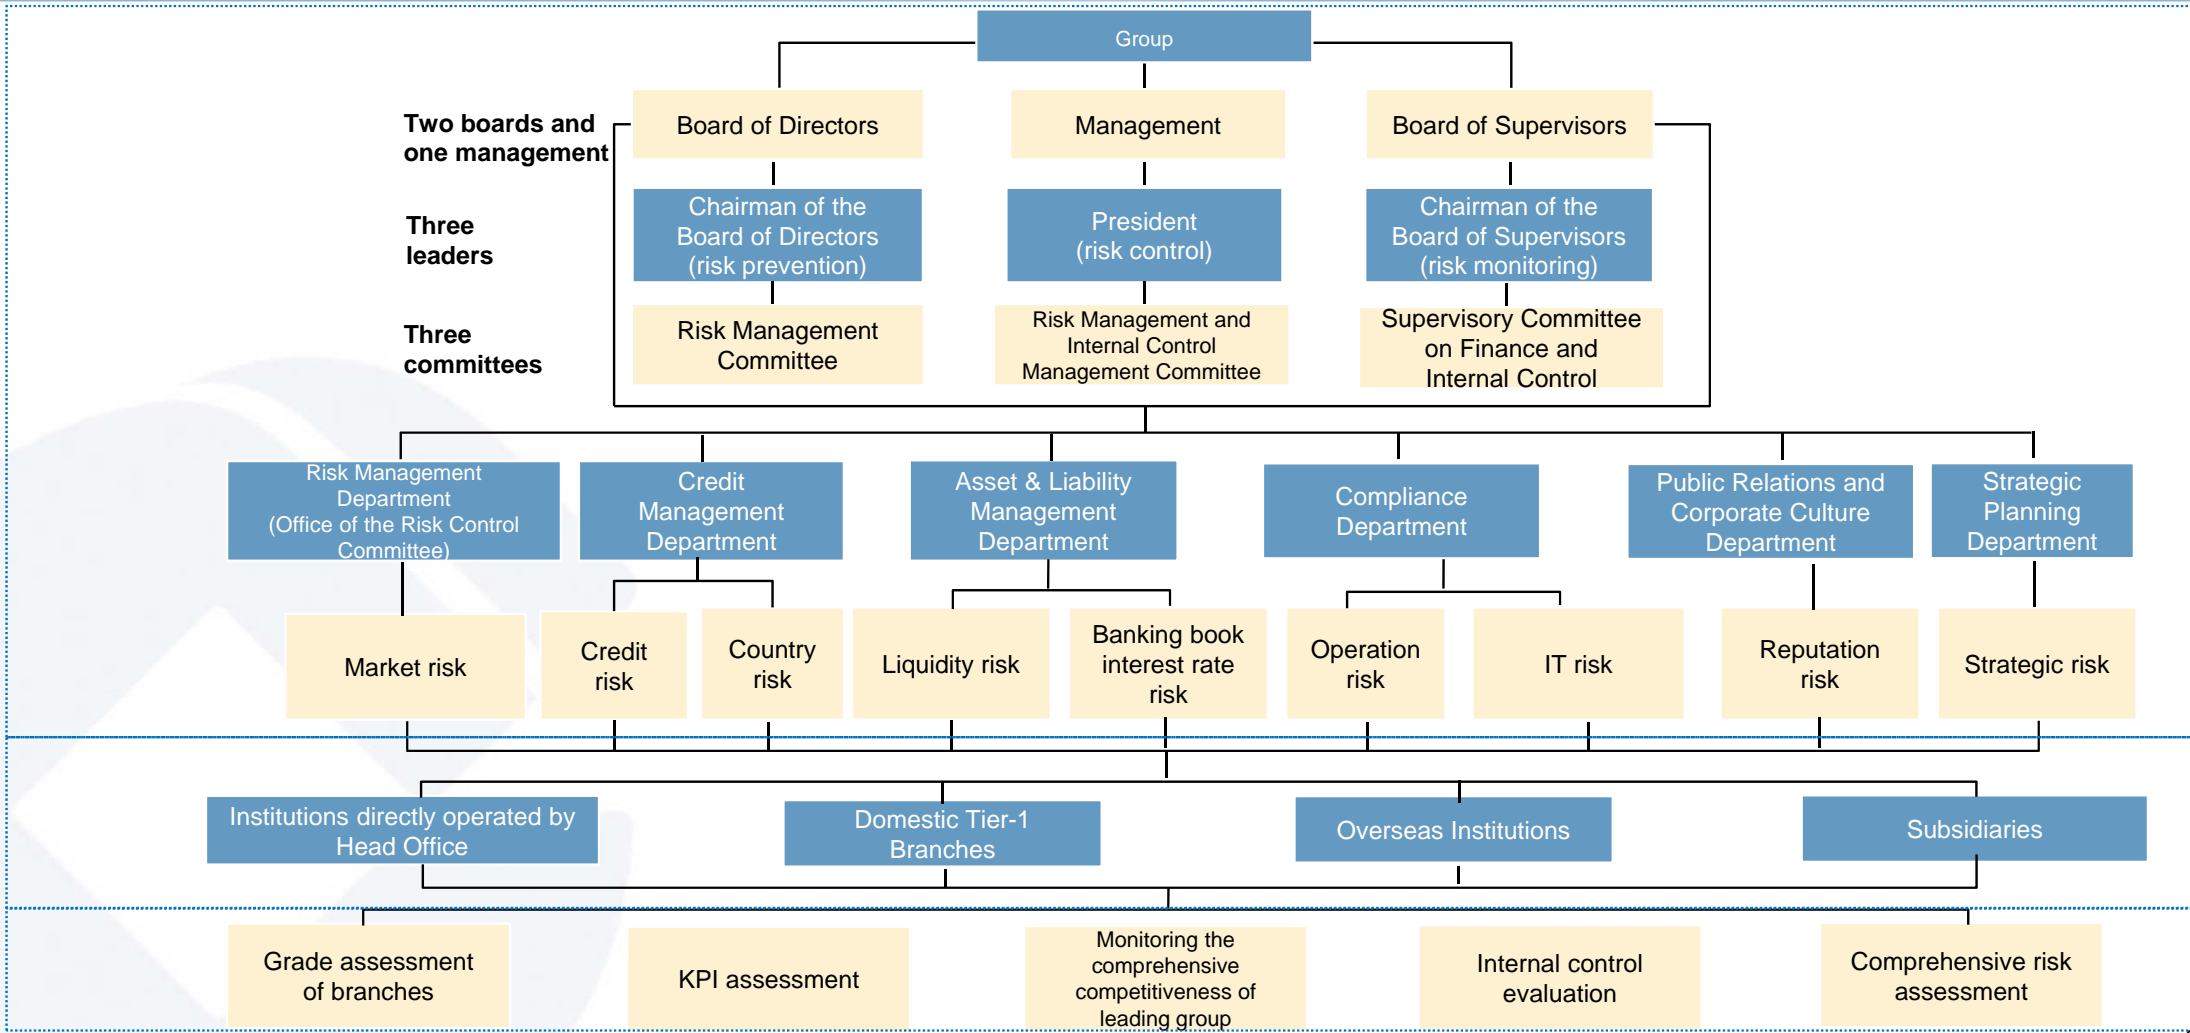 Group
Two boards and
one management
Board of Directors
Management
Board of Supervisors
Three
leaders
Chairman of the
Board of Directors
(risk prevention)
President
(risk control)
Chairman of the
Board of Supervisors
(risk monitoring)
Three
committees
Risk Management
Committee
Risk Management and
Internal Control
Management Committee
Supervisory Committee
on Finance and
Internal Control
Risk Management
Department
(Office of the Risk Control
Committee)
Credit
Management
Department
Asset & Liability
Management
Department
Compliance
Department
Public Relations and
Corporate Culture
Department
Strategic
Planning
Department
Market risk
Credit
risk
Country
risk
Liquidity risk
Banking book
interest rate
risk
Operation
risk
IT risk
Reputation
risk
Strategic risk
Institutions directly operated by
Head Office
Domestic Tier-1
Branches
Overseas Institutions
Subsidiaries
Grade assessment
of branches
KPI assessment
Monitoring the
comprehensive
competitiveness of
leading group
Internal control
evaluation
Comprehensive risk
assessment